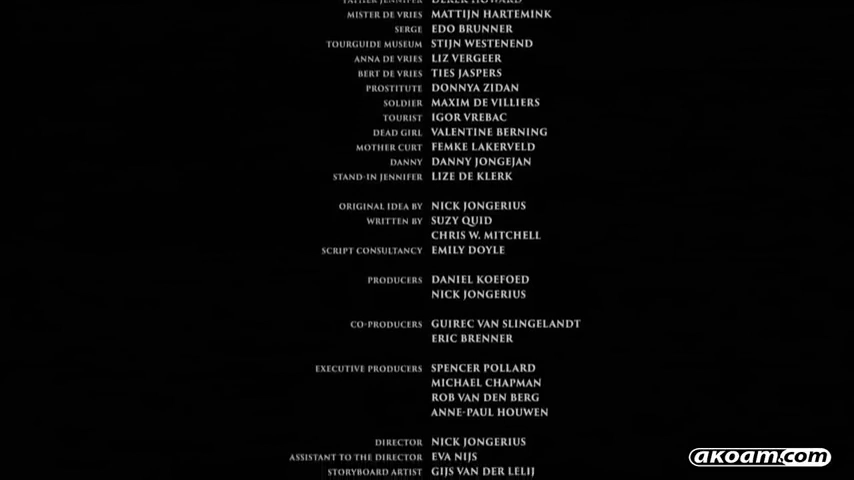 FATHER JENNIFER DEREK HOWARD
MISTER DE VRIES MATTIJN HARTEMINK
SERGE EDO BRUNNER
TOURGUIDE MUSEUM STIJN WESTENEND
ANNA DE VRIES LIZ VERGEER
BERT DE VRIES TIES JASPERS
PROSTITUTE DONNYA ZIDAN
SOLDIER MAXIM DE VILLIERS
TOURIST IGOR VREBAC
DEAD GIRL VALENTINE BERNING
MOTHER CURT FEMKE LAKERVELD
DANNY DANNY JONGEJAN
STAND-IN JENNIFER LIZE DE KLERK
ORIGINAL IDEA BY NICK JONGERIUS
WRITTEN BY SUZY QUID
CHRIS W. MITCHELL
SCRIPT CONSULTANCY EMILY DOYLE
PRODUCERS DANIEL KOEFOED
NICK JONGERIUS
CO-PRODUCERS GUIREC VAN SLINGELANDT
ERIC BRENNER
EXECUTIVE PRODUCERS SPENCER POLLARD
MICHAEL CHAPMAN
ROB VAN DEN BERG
ANNE-PAUL HOUWEN
DIRECTOR NICK JONGERIUS
ASSISTANT TO THE DIRECTOR EVA NIJS
STORYBOARD ARTIST GIJS VAN DER LELIJ
akoam.com